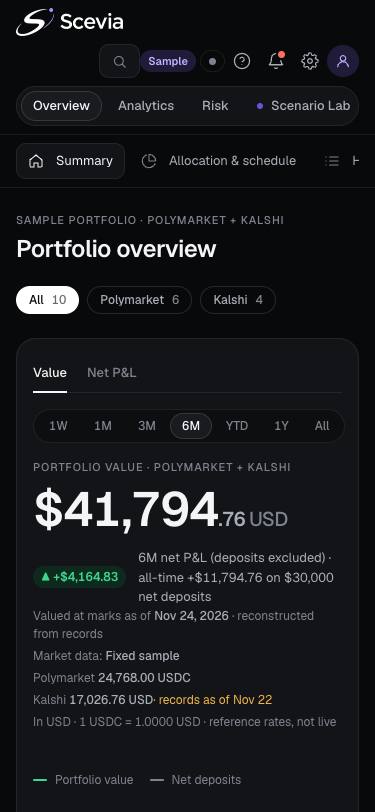 Scevia
Sample
Overview Analytics Risk Scenario Lab
Summary Allocation & schedule H
SAMPLE PORTFOLIO · POLYMARKET + KALSHI
Portfolio overview
All 10 Polymarket 6 Kalshi 4
Value Net P&L
1W 1M 3M 6M YTD 1Y All
PORTFOLIO VALUE · POLYMARKET + KALSHI
$41,794.76 USD
▲ +$4,164.83
6M net P&L (deposits excluded) ·
all-time +$11,794.76 on $30,000
net deposits
Valued at marks as of Nov 24, 2026 · reconstructed
from records
Market data: Fixed sample
Polymarket 24,768.00 USDC
Kalshi 17,026.76 USD · records as of Nov 22
In USD · 1 USDC = 1.0000 USD · reference rates, not live
Portfolio value Net deposits